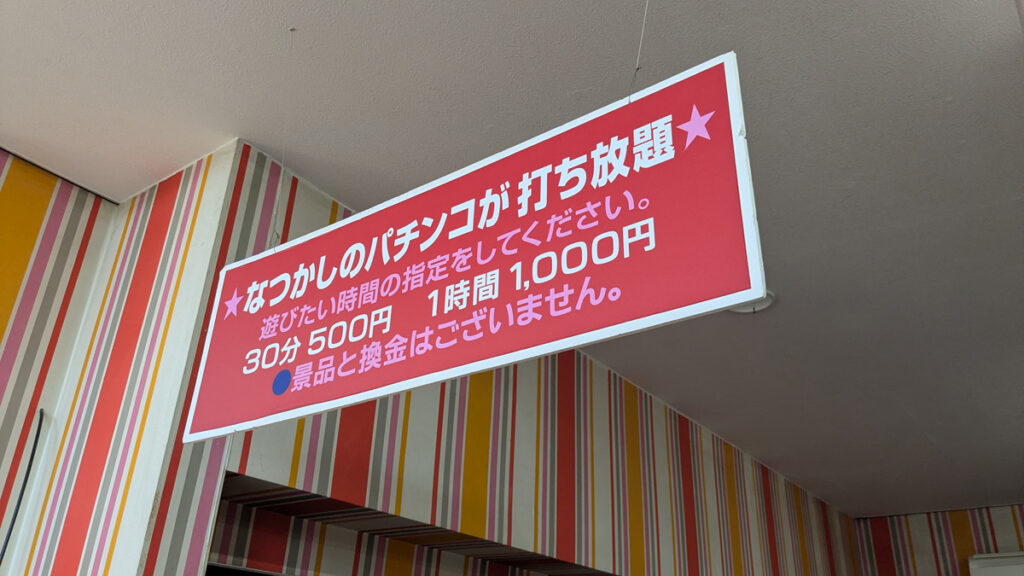 ★なつかしのパチンコが打ち放題★
遊びたい時間の指定をしてください。
30分 500円 1時間 1,000円
●景品と換金はございません。